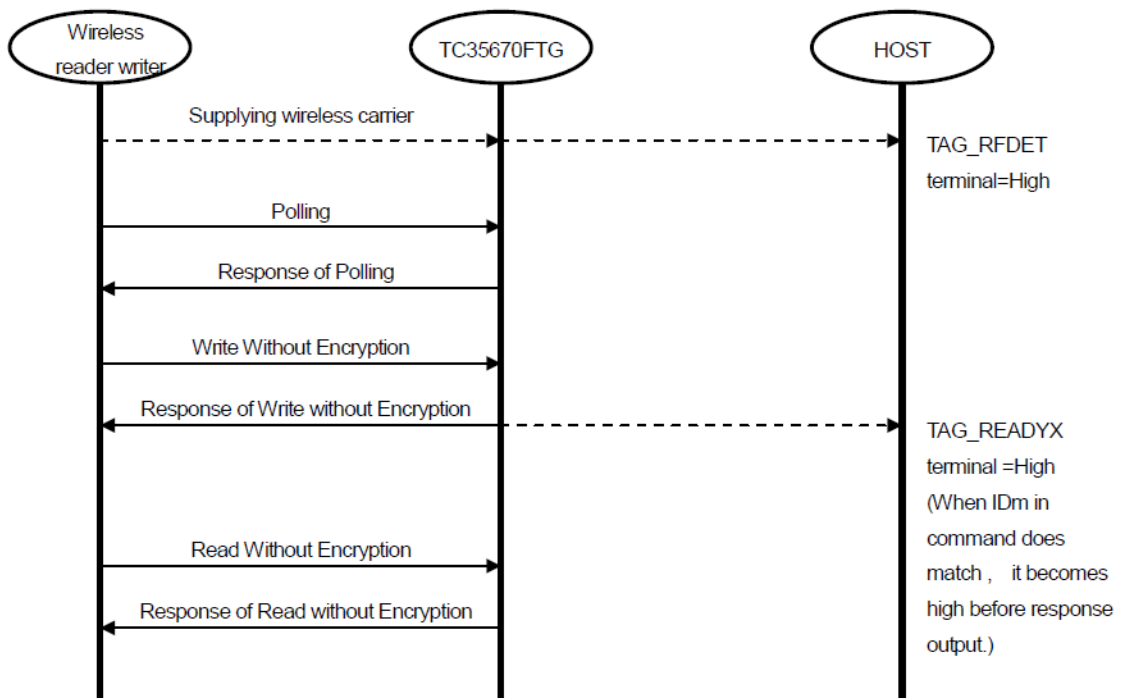 Wireless
reader writer
TC35670FTG
HOST
Supplying wireless carrier
TAG_RFDET
terminal=High
Polling
Response of Polling
Write Without Encryption
Response of Write without Encryption
TAG_READYX
terminal =High
(When IDm in
command does
match , it becomes
high before response
output.)
Read Without Encryption
Response of Read without Encryption